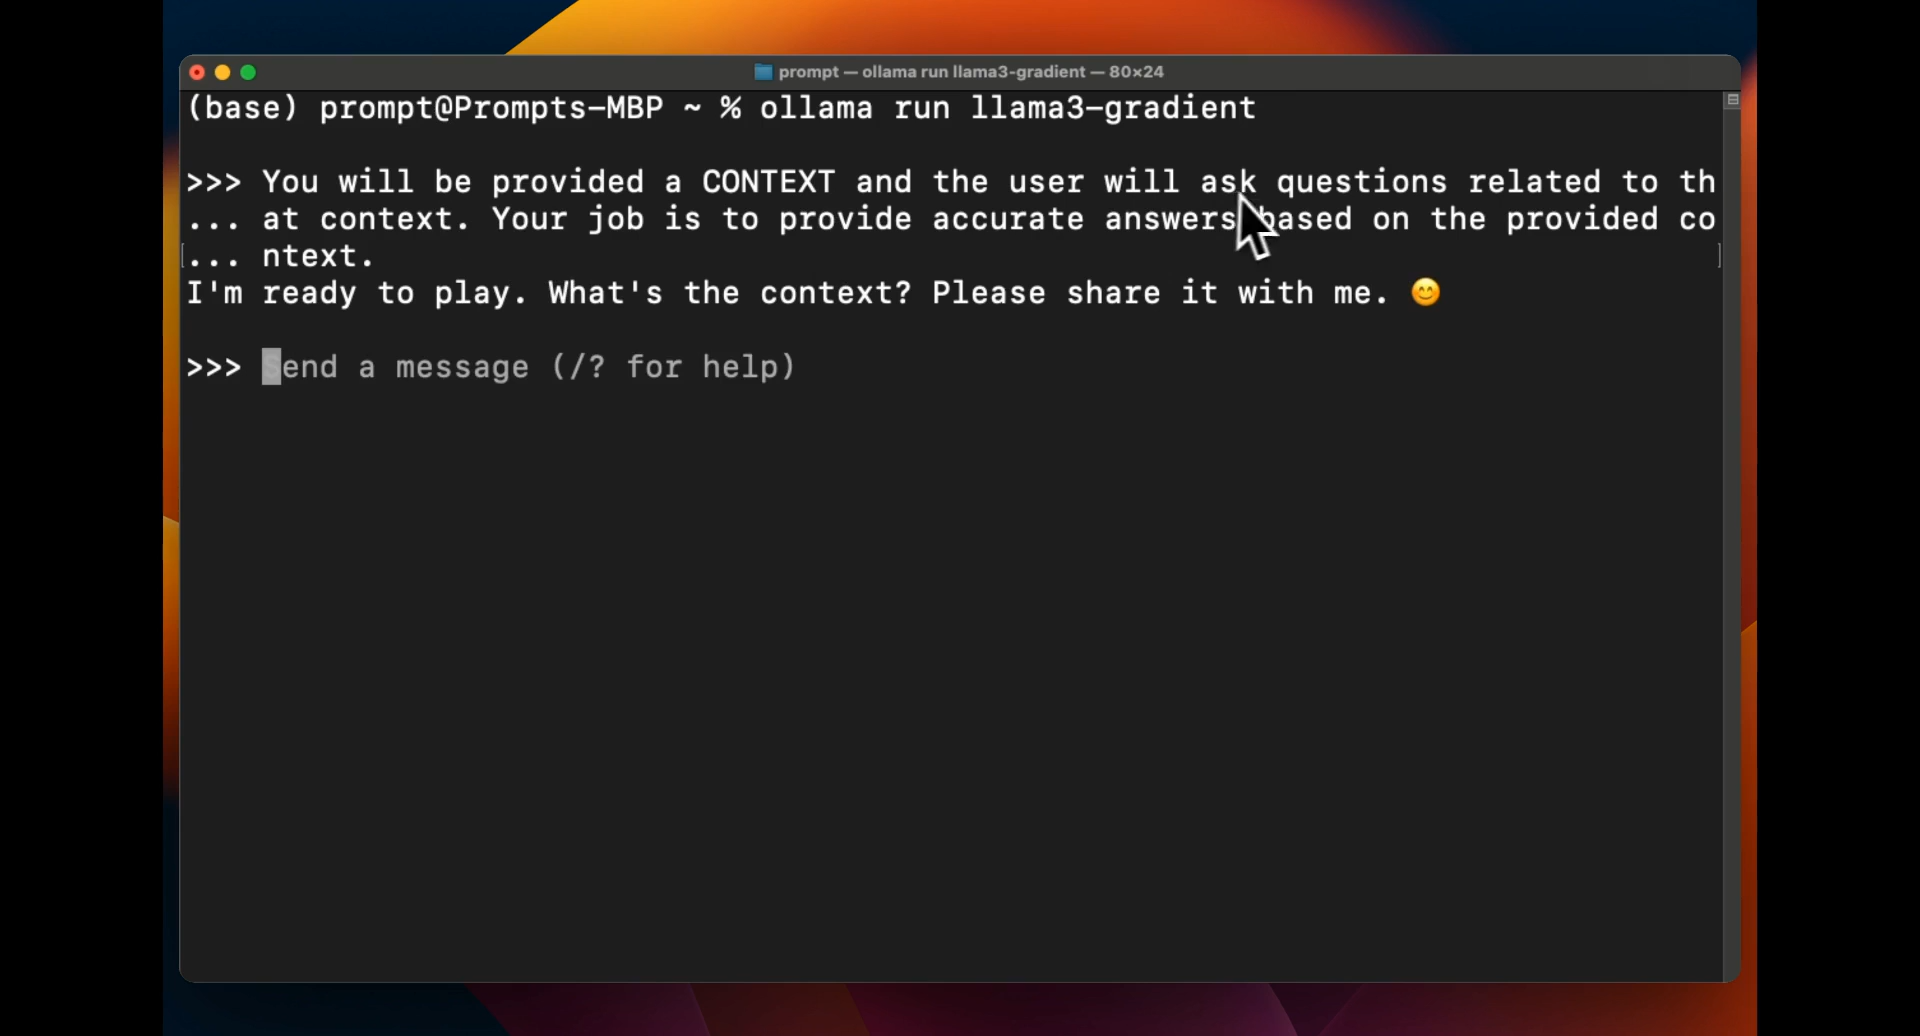 prompt — ollama run llama3-gradient — 80×24
(base) prompt@Prompts-MBP ~ % ollama run llama3-gradient
>>> You will be provided a CONTEXT and the user will ask questions related to th
... at context. Your job is to provide accurate answers based on the provided co
... ntext.
I'm ready to play. What's the context? Please share it with me. 😊
>>> Send a message (/? for help)